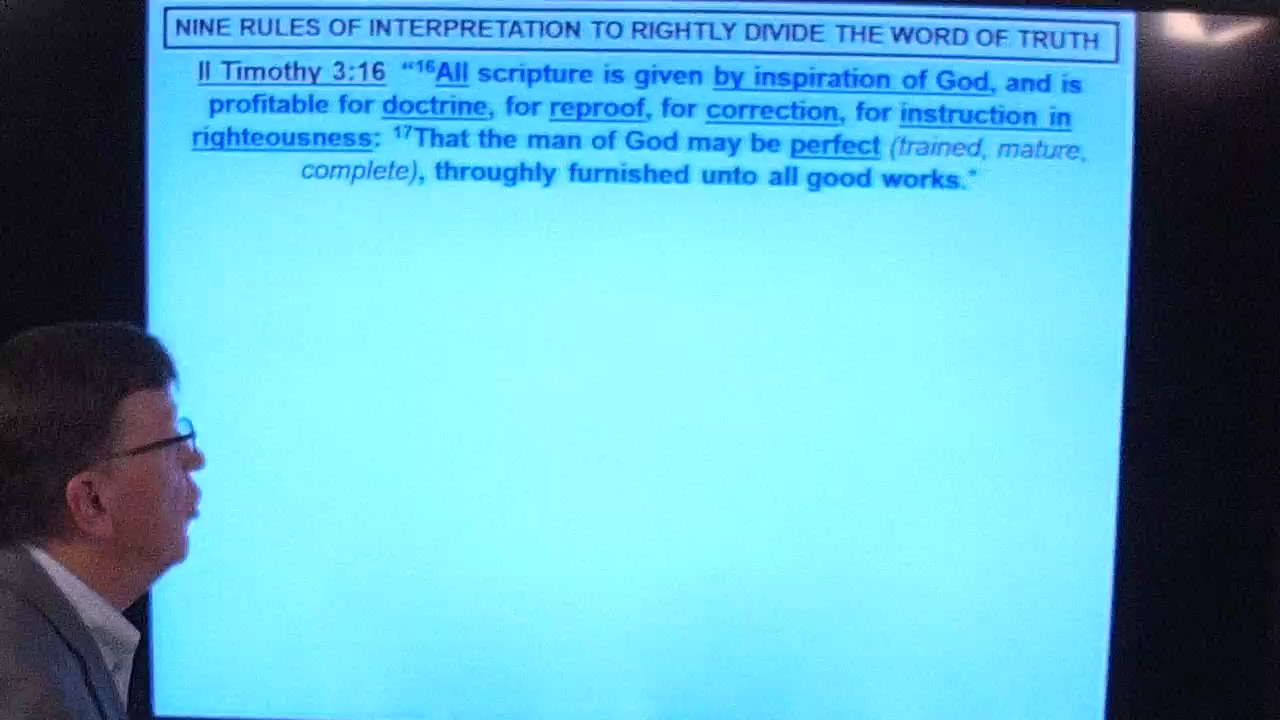 NINE RULES OF INTERPRETATION TO RIGHTLY DIVIDE THE WORD OF TRUTH
II Timothy 3:16 “16All scripture is given by inspiration of God, and is
profitable for doctrine, for reproof, for correction, for instruction in
righteousness: 17That the man of God may be perfect (trained, mature,
complete), throughly furnished unto all good works."